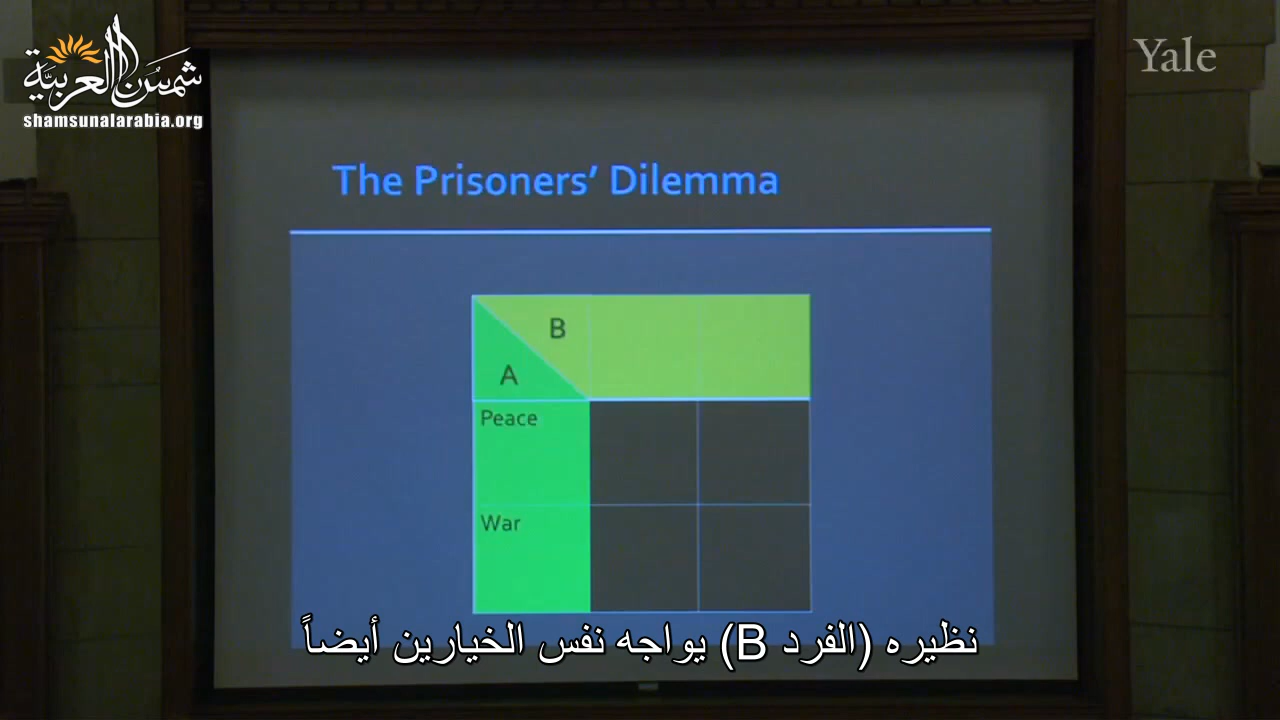 شمس العربية
shamsunalarabia.org
Yale
The Prisoners' Dilemma
B
A
Peace
War
نظيره (الفرد B) يواجه نفس الخيارين أيضاً